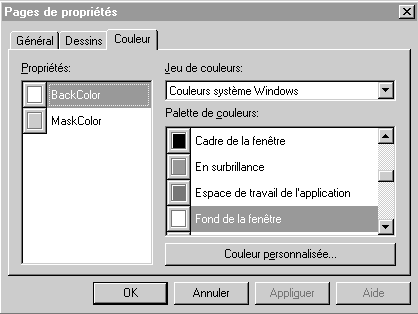 Pages de propriétés
Général Dessins Couleur
Propriétés:
BackColor
MaskColor
Jeu de couleurs:
Couleurs système Windows
Palette de couleurs:
Cadre de la fenêtre
En surbrillance
Espace de travail de l'application
Fond de la fenêtre
Couleur personnalisée...
OK Annuler Appliquer Aide